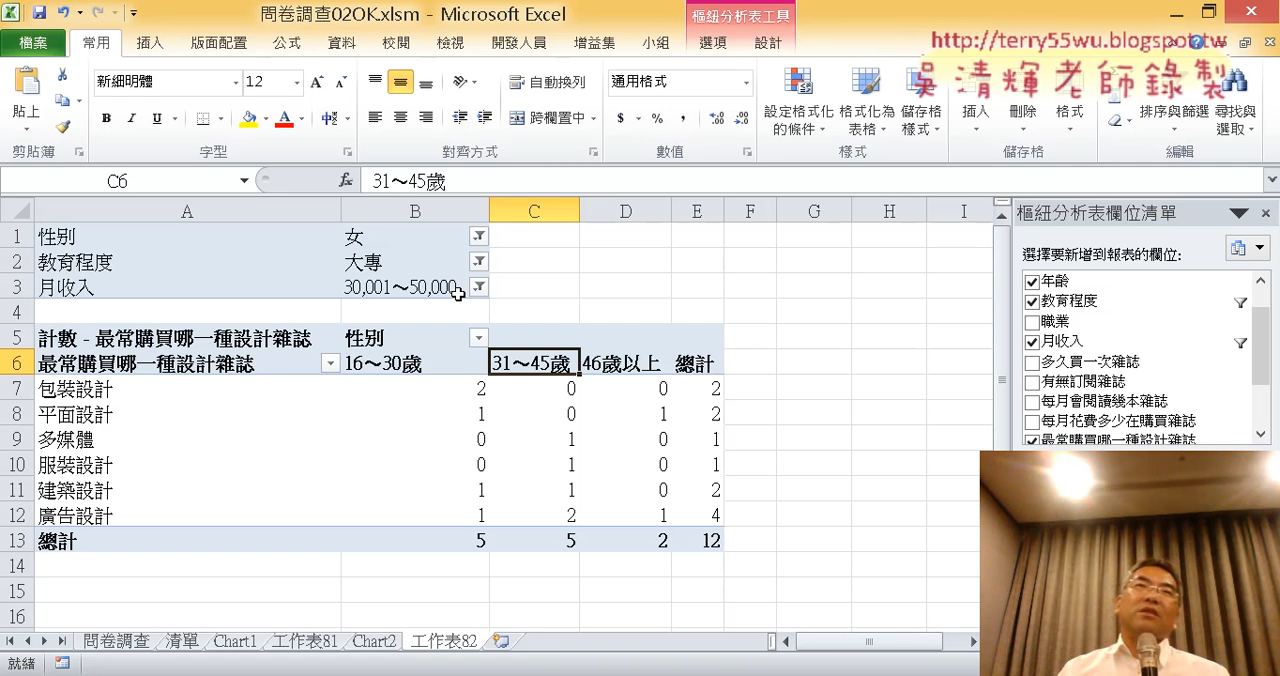 問卷調查02OK.xlsm - Microsoft Excel
樞紐分析表工具
檔案 常用 插入 版面配置 公式 資料 校閱 檢視 開發人員 增益集 小組 選項 設計
http://terry55wu.blogspot.tw
吳清輝老師錄製
新細明體 12
自動換列
通用格式
貼上
B I U
跨欄置中
$ % ,
設定格式化的條件
格式化為表格
儲存格樣式
插入 刪除 格式
排序與篩選
尋找與選取
剪貼簿 字型 對齊方式 數值 樣式 儲存格 編輯
C6 fx 31～45歲
A B C D E F G H I
1 性別 女
2 教育程度 大專
3 月收入 30,001～50,000
4
5 計數 - 最常購買哪一種設計雜誌 性別
6 最常購買哪一種設計雜誌 16～30歲 31～45歲 46歲以上 總計
7 包裝設計 2 0 0 2
8 平面設計 1 0 1 2
9 多媒體 0 1 0 1
10 服裝設計 0 1 0 1
11 建築設計 1 1 0 2
12 廣告設計 1 2 1 4
13 總計 5 5 2 12
14
15
16
樞紐分析表欄位清單
選擇要新增到報表的欄位:
年齡
教育程度
職業
月收入
多久買一次雜誌
有無訂閱雜誌
每月會閱讀幾本雜誌
每月花費多少在購買雜誌
最常購買哪一種設計雜誌
問卷調查 清單 Chart1 工作表81 Chart2 工作表82
就緒